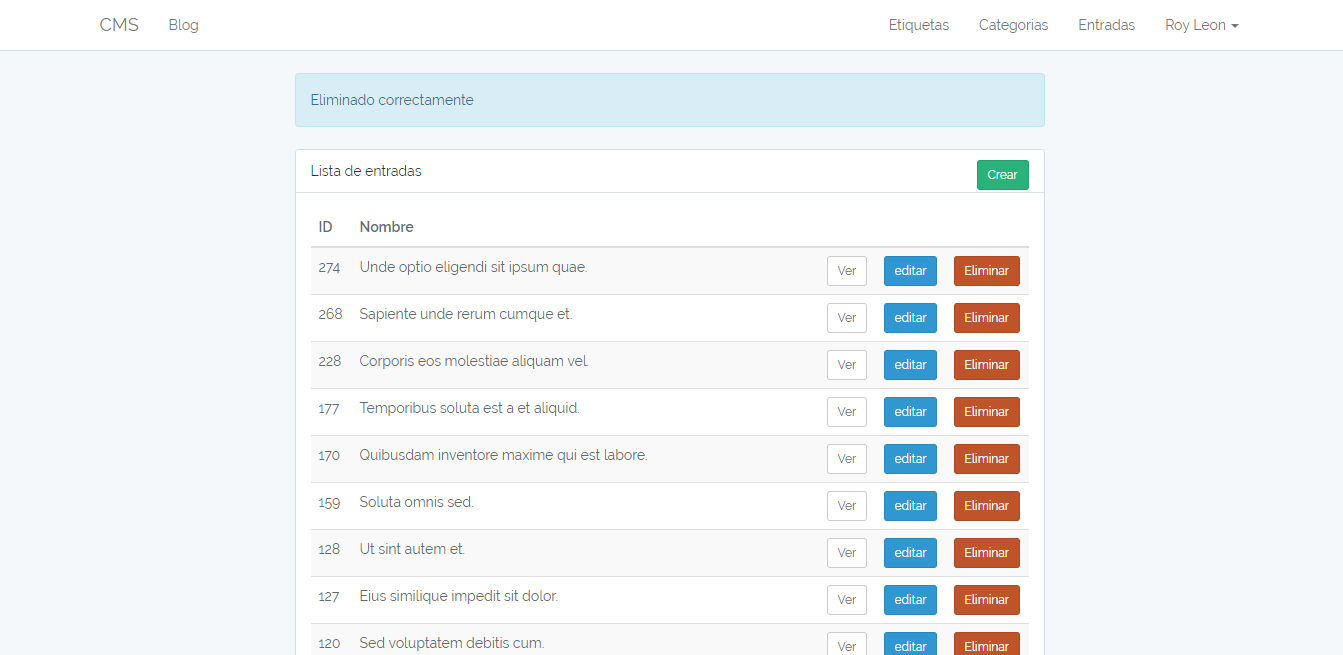 CMS Blog Etiquetas Categorias Entradas Roy Leon
Eliminado correctamente
Lista de entradas Crear
ID Nombre
274 Unde optio eligendi sit ipsum quae. Ver editar Eliminar
268 Sapiente unde rerum cumque et. Ver editar Eliminar
228 Corporis eos molestiae aliquam vel. Ver editar Eliminar
177 Temporibus soluta est a et aliquid. Ver editar Eliminar
170 Quibusdam inventore maxime qui est labore. Ver editar Eliminar
159 Soluta omnis sed. Ver editar Eliminar
128 Ut sint autem et. Ver editar Eliminar
127 Eius similique impedit sit dolor. Ver editar Eliminar
120 Sed voluptatem debitis cum. Ver editar Eliminar